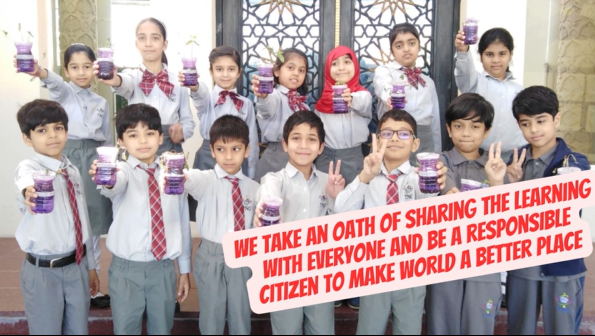 WE TAKE AN OATH OF SHARING THE LEARNING
WITH EVERYONE AND BE A RESPONSIBLE
CITIZEN TO MAKE WORLD A BETTER PLACE